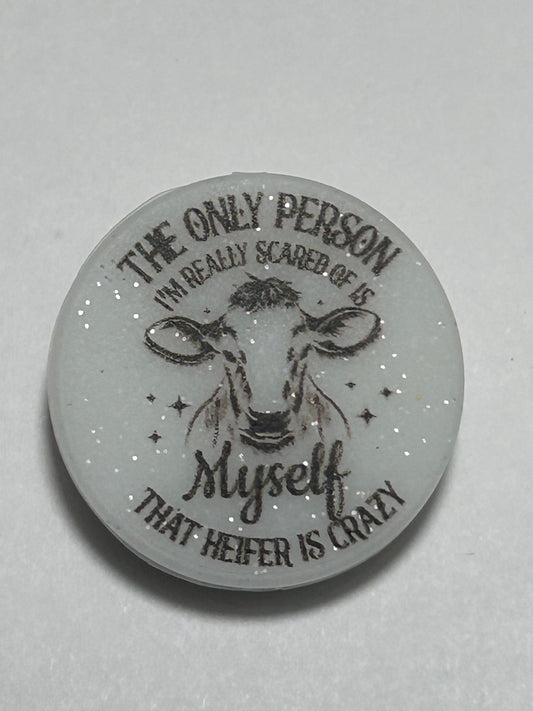 THE ONLY PERSON
I'M REALLY SCARED OF IS
Myself
THAT HEIFER IS CRAZY